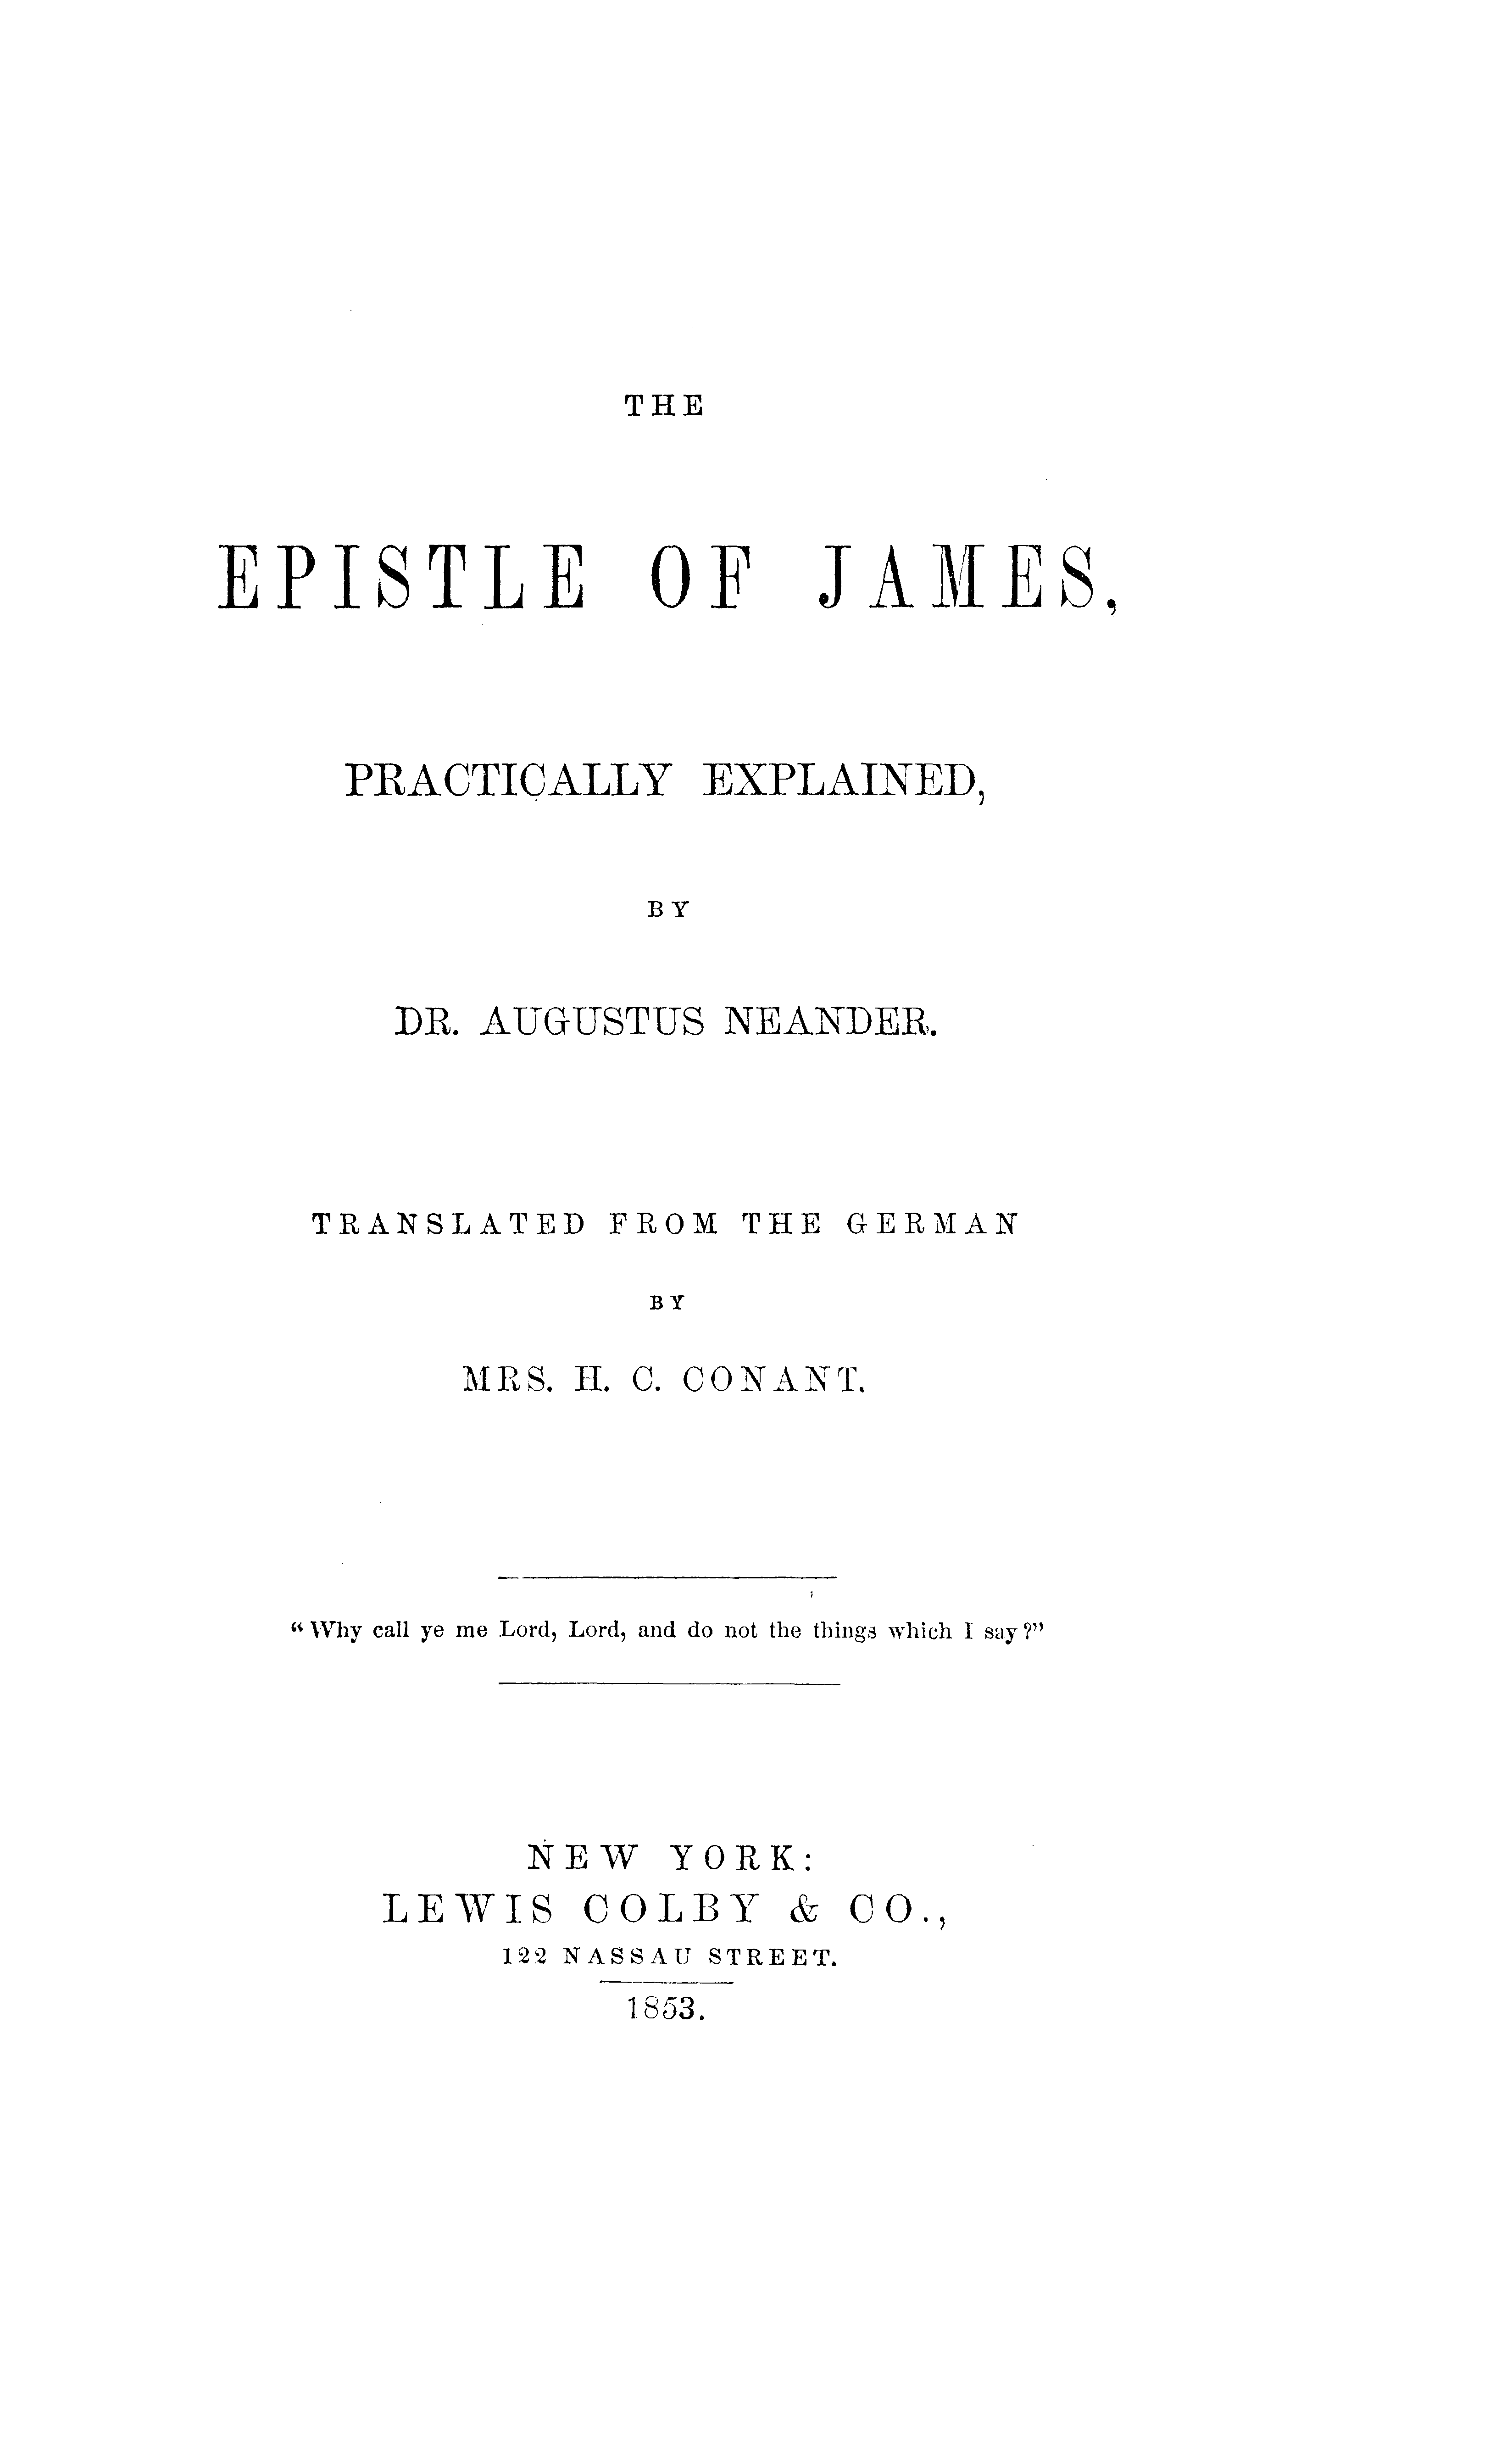 THE
EPISTLE OF JAMES,
PRACTICALLY EXPLAINED,
BY
DR. AUGUSTUS NEANDER.
TRANSLATED FROM THE GERMAN
BY
MRS. H. C. CONANT.
“Why call ye me Lord, Lord, and do not the things which I say?”
NEW YORK:
LEWIS COLBY & CO.,
122 NASSAU STREET.
1853.